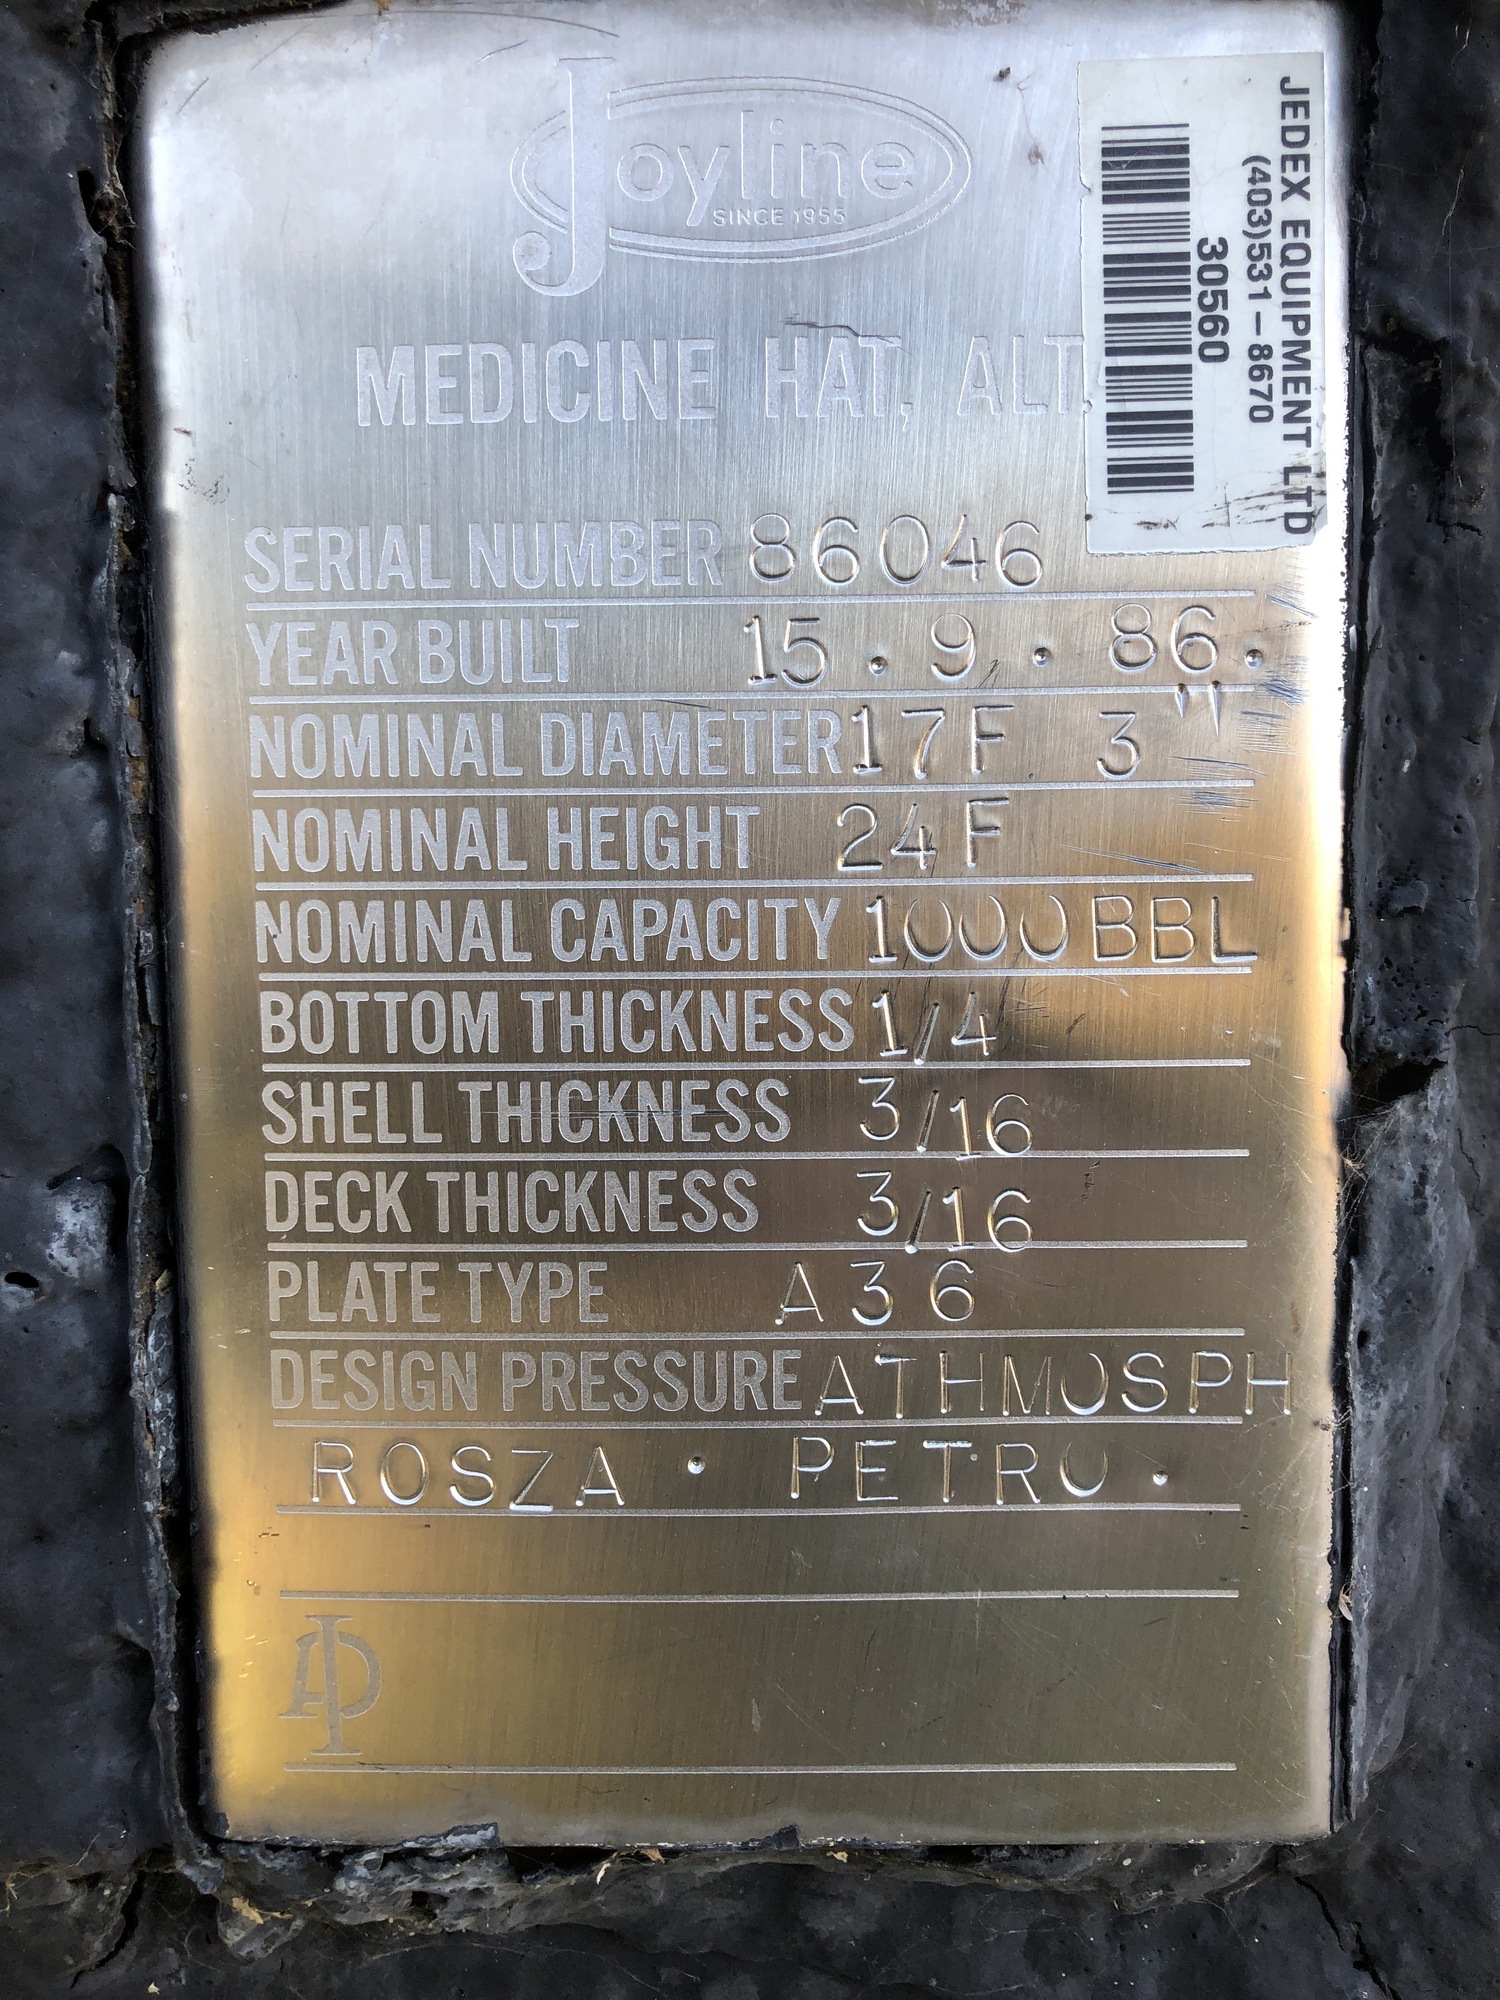 Joyline
SINCE 1955
MEDICINE HAT, ALT
JEDEX EQUIPMENT LTD
(403)531-8670
30560
SERIAL NUMBER 86046
YEAR BUILT 15 . 9 . 86 .
NOMINAL DIAMETER 17F 3"
NOMINAL HEIGHT 24F
NOMINAL CAPACITY 1000 BBL
BOTTOM THICKNESS 1/4
SHELL THICKNESS 3/16
DECK THICKNESS 3/16
PLATE TYPE A36
DESIGN PRESSURE ATHMOSPH
ROSZA . PETRO .
API